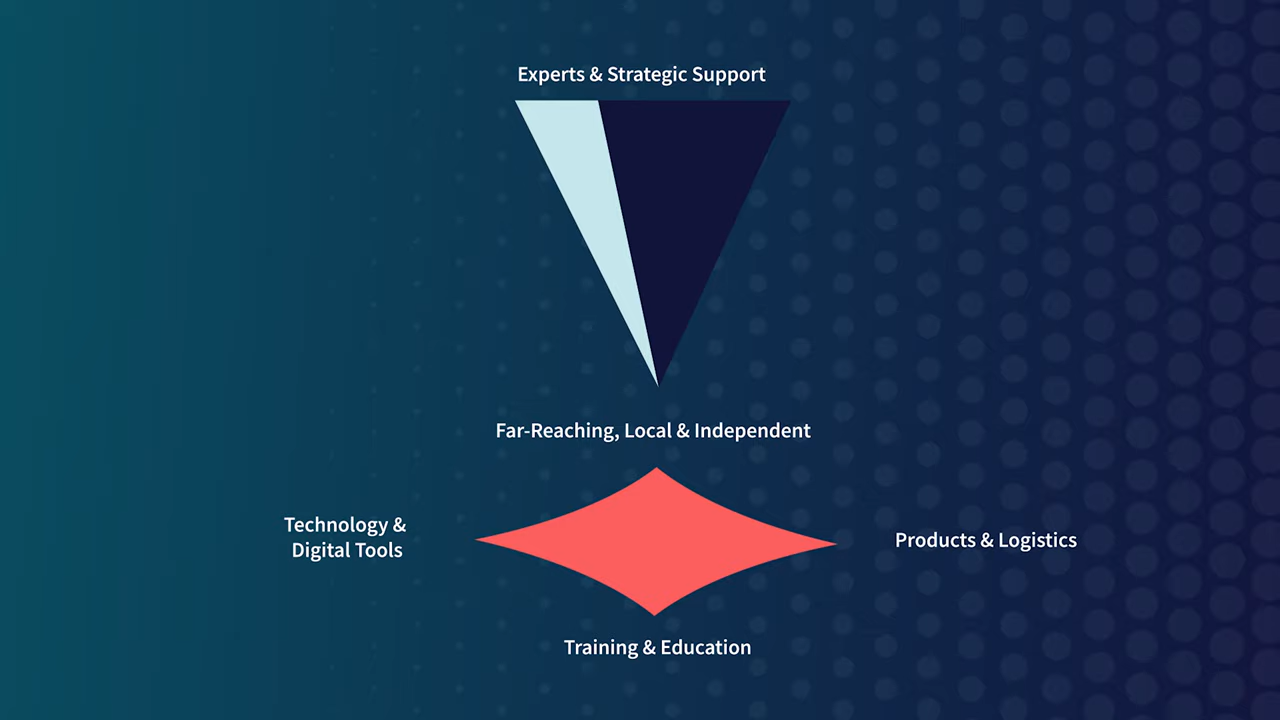 Experts & Strategic Support
Far-Reaching, Local & Independent
Technology &
Digital Tools
Products & Logistics
Training & Education